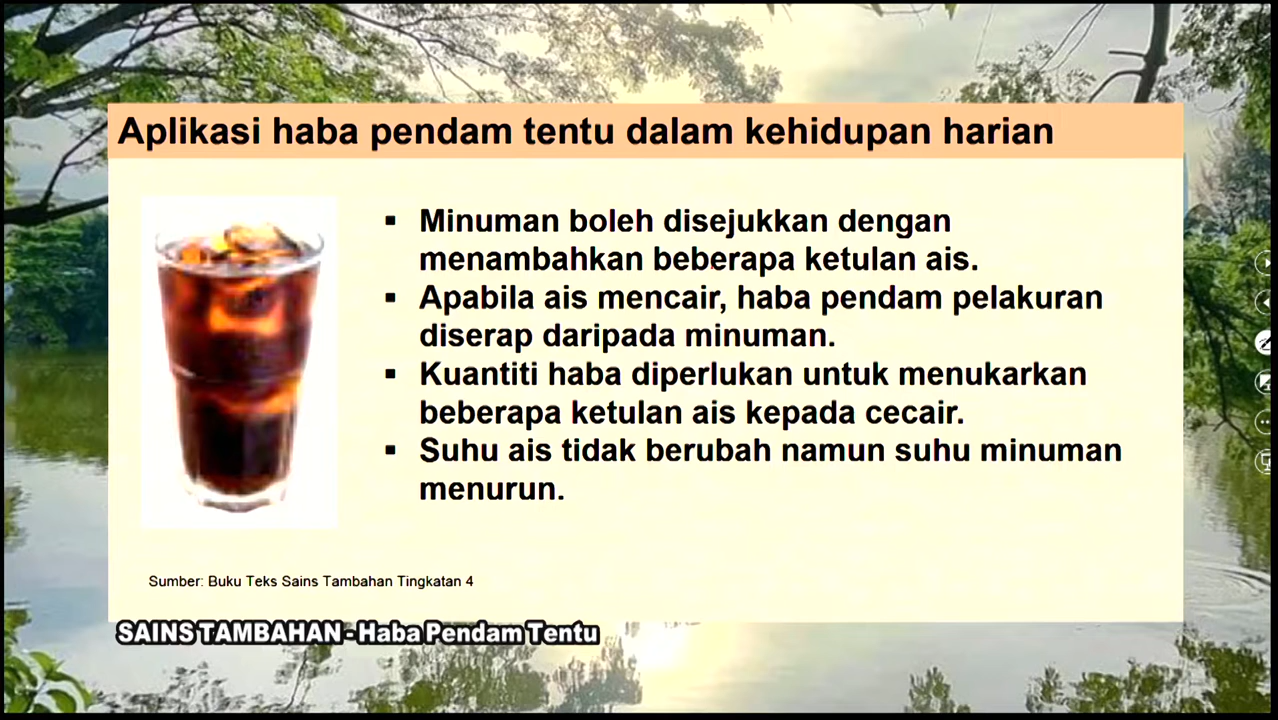 Aplikasi haba pendam tentu dalam kehidupan harian
▪ Minuman boleh disejukkan dengan
menambahkan beberapa ketulan ais.
▪ Apabila ais mencair, haba pendam pelakuran
diserap daripada minuman.
▪ Kuantiti haba diperlukan untuk menukarkan
beberapa ketulan ais kepada cecair.
▪ Suhu ais tidak berubah namun suhu minuman
menurun.
Sumber: Buku Teks Sains Tambahan Tingkatan 4
SAINS TAMBAHAN - Haba Pendam Tentu